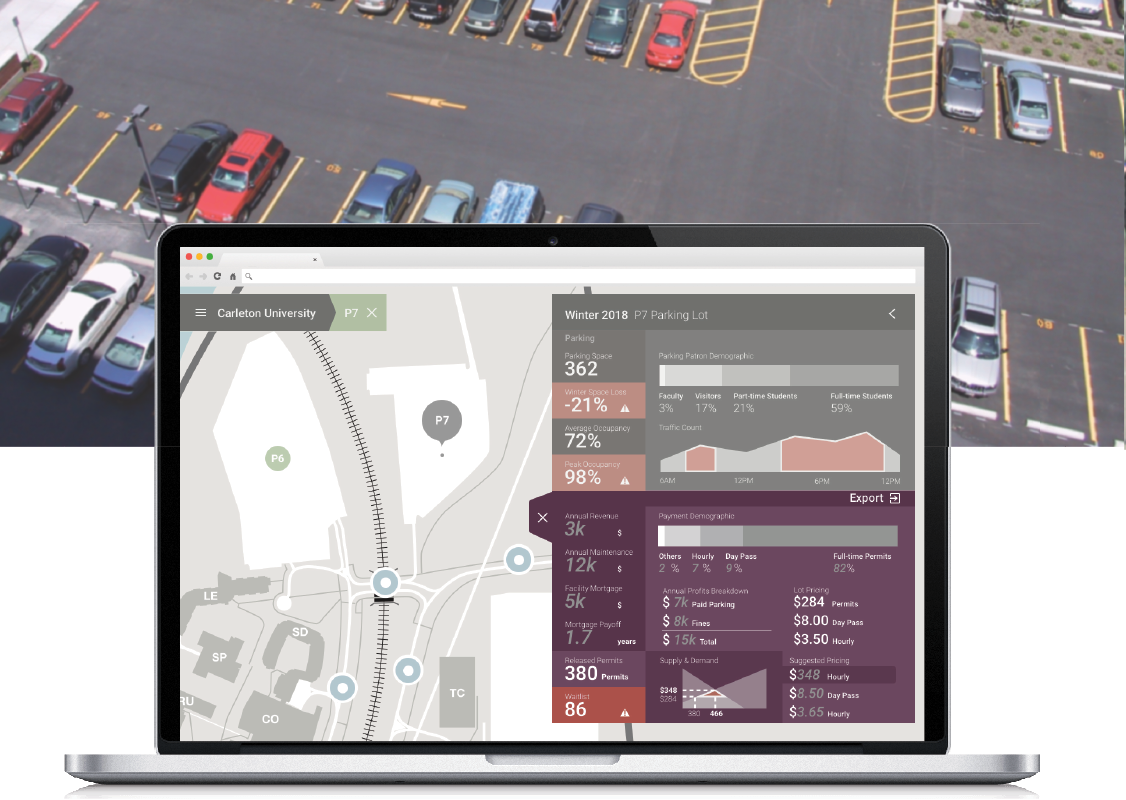 Carleton University
P7
P7
P6
LE
SD
SP
RU
CO
TC
Winter 2018 P7 Parking Lot
Parking
Parking Space
362
Winter Space Loss
-21%
Average Occupancy
72%
Peak Occupancy
98%
Parking Patron Demographic
Faculty Visitors Part-time Students Full-time Students
3% 17% 21% 59%
Traffic Count
6AM 12PM 6PM 12PM
Export
Annual Revenue
3k $
Annual Maintenance
12k $
Facility Mortgage
5k $
Mortgage Payoff
1.7 years
Released Permits
380 Permits
Waitlist
86
Payment Demographic
Others Hourly Day Pass Full-time Permits
2 % 7 % 9% 82%
Annual Profits Breakdown
$ 7k Paid Parking
$ 8k Fines
$ 15k Total
Lot Pricing
$284 Permits
$8.00 Day Pass
$3.50 Hourly
Supply & Demand
$348
$284
380 466
Suggested Pricing
$348 Hourly
$8.50 Day Pass
$3.65 Hourly